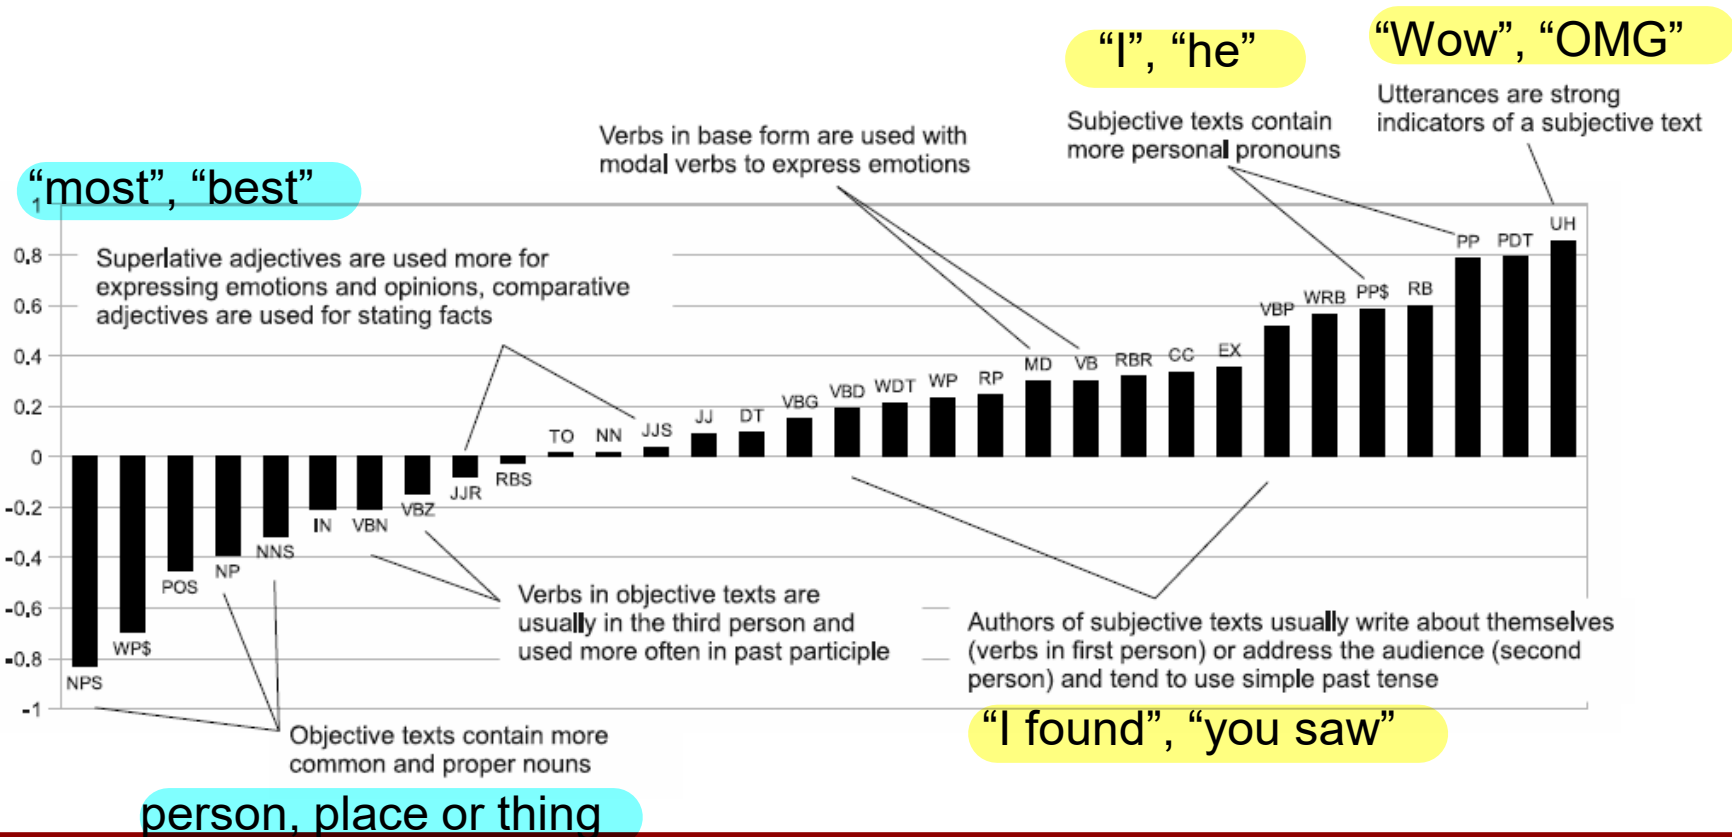 “I”, “he”
“Wow”, “OMG”
Utterances are strong
indicators of a subjective text
Subjective texts contain
more personal pronouns
Verbs in base form are used with
modal verbs to express emotions
“most”, “best”
Superlative adjectives are used more for
expressing emotions and opinions, comparative
adjectives are used for stating facts
1
0.8
0.6
0.4
0.2
0
-0.2
-0.4
-0.6
-0.8
-1
NPS
WP$
POS
NP
NNS
IN
VBN
VBZ
JJR
RBS
TO
NN
JJS
JJ
DT
VBG
VBD
WDT
WP
RP
MD
VB
RBR
CC
EX
VBP
WRB
PP$
RB
PP
PDT
UH
Verbs in objective texts are
usually in the third person and
used more often in past participle
Authors of subjective texts usually write about themselves
(verbs in first person) or address the audience (second
person) and tend to use simple past tense
“I found”, “you saw”
Objective texts contain more
common and proper nouns
person, place or thing